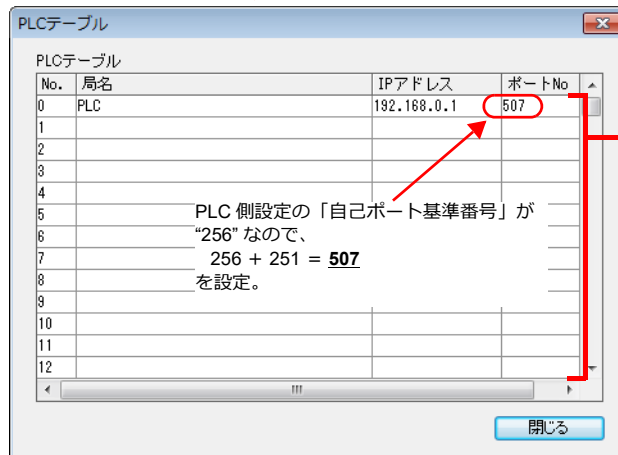 PLCテーブル
PLCテーブル
No. 局名 IPアドレス ポートNo
0 PLC 192.168.0.1 507
1
2
3
4
5
6
7
8
9
10
11
12
PLC 側設定の「自己ポート基準番号」が
“256” なので、
256 + 251 = 507
を設定。
閉じる